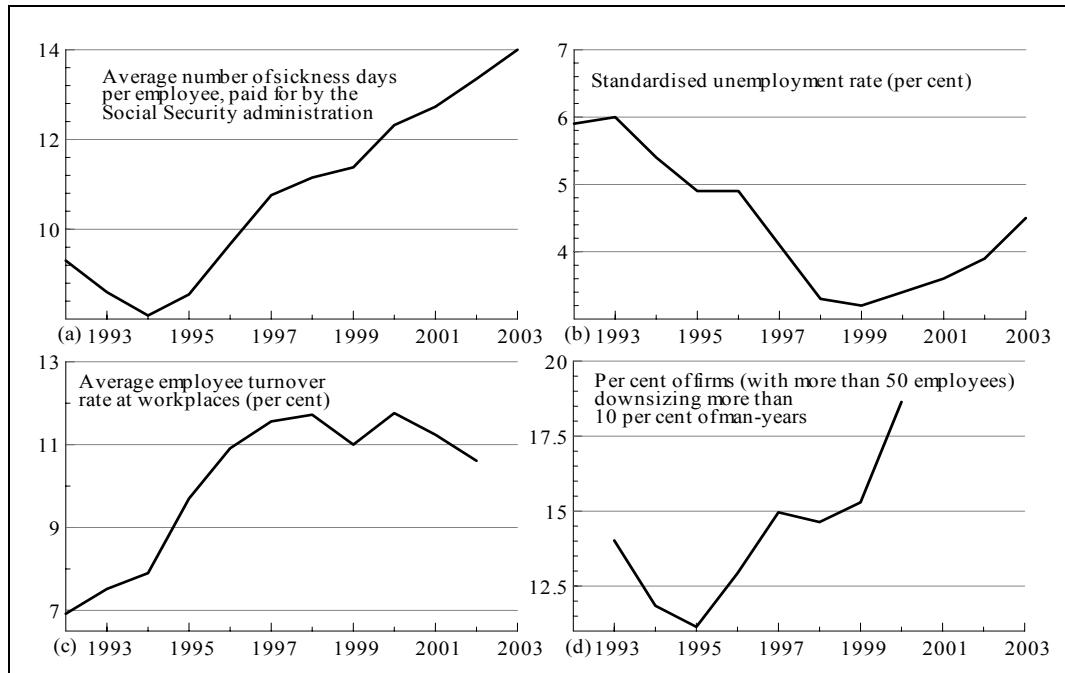 14
12
10
Average number of sickness days
per employee, paid for by the
Social Security administration
(a) 1993 1995 1997 1999 2001 2003
7
6
5
4
Standardised unemployment rate (per cent)
(b) 1993 1995 1997 1999 2001 2003
13
11
9
7
Average employee turnover
rate at workplaces (per cent)
(c) 1993 1995 1997 1999 2001 2003
20
17.5
15
12.5
Per cent of firms (with more than 50 employees)
downsizing more than
10 per cent of man-years
(d) 1993 1995 1997 1999 2001 2003